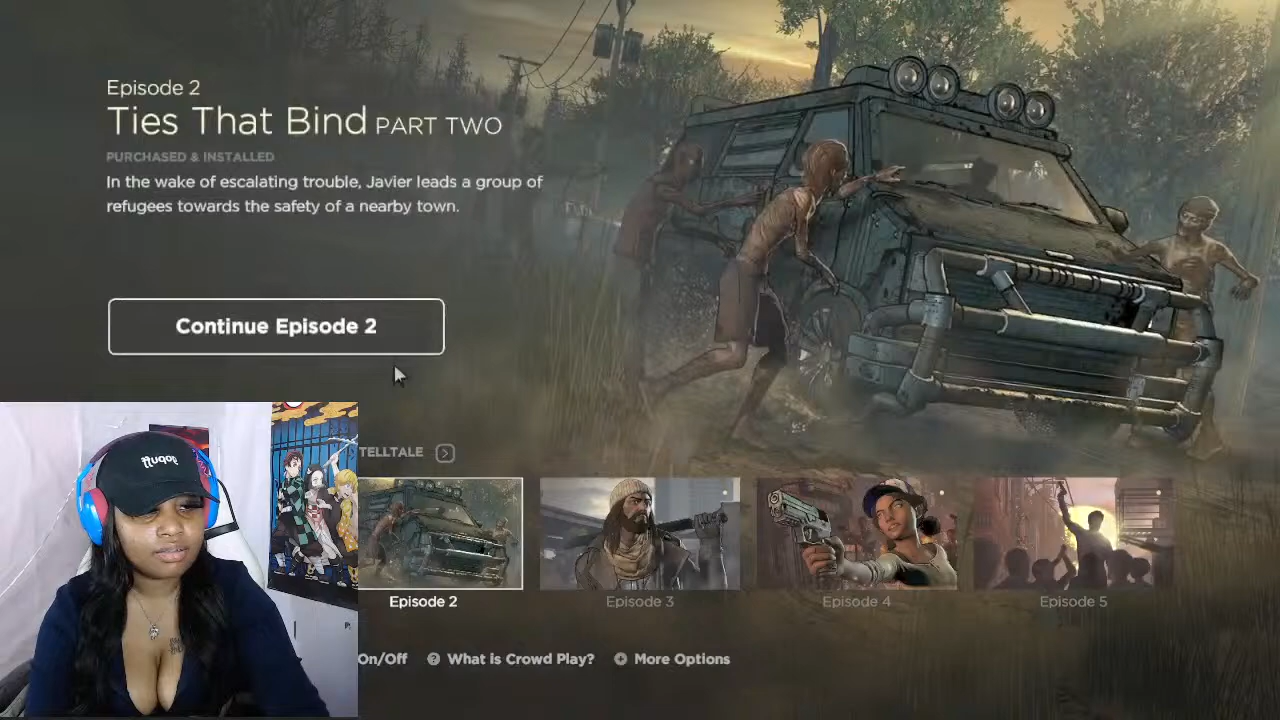 Episode 2
Ties That Bind PART TWO
PURCHASED & INSTALLED
In the wake of escalating trouble, Javier leads a group of
refugees towards the safety of a nearby town.
Continue Episode 2
TELLTALE
Episode 2
Episode 3
Episode 4
Episode 5
On/Off
What is Crowd Play?
More Options